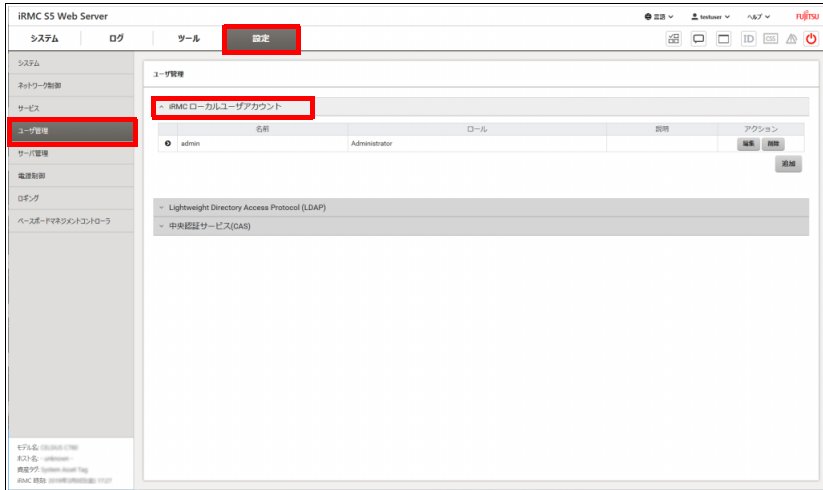 iRMC S5 Web Server
言語
testuser
ヘルプ
FUJITSU
システム
ログ
ツール
設定
ID
CSS
システム
ネットワーク制御
サービス
ユーザ管理
サーバ管理
電源制御
ロギング
ベースボードマネジメントコントローラ
ユーザ管理
iRMC ローカルユーザアカウント
名前 ロール 説明 アクション
admin Administrator 編集 削除
追加
Lightweight Directory Access Protocol (LDAP)
中央認証サービス(CAS)
モデル名:
ホスト名: - unknown -
資産タグ: System Asset Tag
iRMC 時刻: